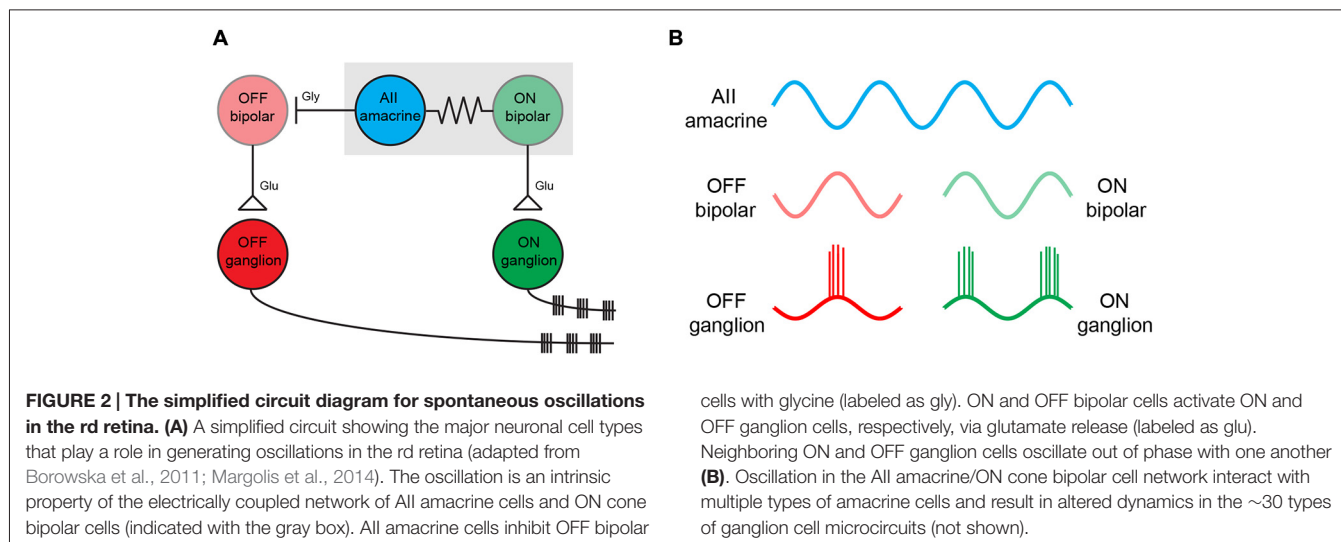 A
OFF
bipolar
Gly
AII
amacrine
ON
bipolar
Glu
Glu
OFF
ganglion
ON
ganglion
B
AII
amacrine
OFF
bipolar
ON
bipolar
OFF
ganglion
ON
ganglion
FIGURE 2 | The simplified circuit diagram for spontaneous oscillations
in the rd retina. (A) A simplified circuit showing the major neuronal cell types
that play a role in generating oscillations in the rd retina (adapted from
Borowska et al., 2011; Margolis et al., 2014). The oscillation is an intrinsic
property of the electrically coupled network of AII amacrine cells and ON cone
bipolar cells (indicated with the gray box). AII amacrine cells inhibit OFF bipolar
cells with glycine (labeled as gly). ON and OFF bipolar cells activate ON and
OFF ganglion cells, respectively, via glutamate release (labeled as glu).
Neighboring ON and OFF ganglion cells oscillate out of phase with one another
(B). Oscillation in the AII amacrine/ON cone bipolar cell network interact with
multiple types of amacrine cells and result in altered dynamics in the ∼30 types
of ganglion cell microcircuits (not shown).